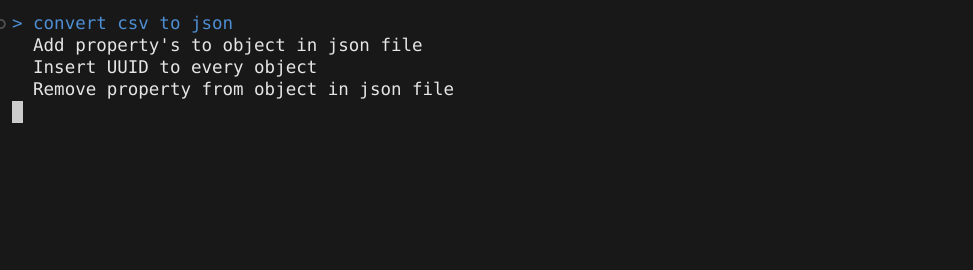 > convert csv to json
Add property's to object in json file
Insert UUID to every object
Remove property from object in json file